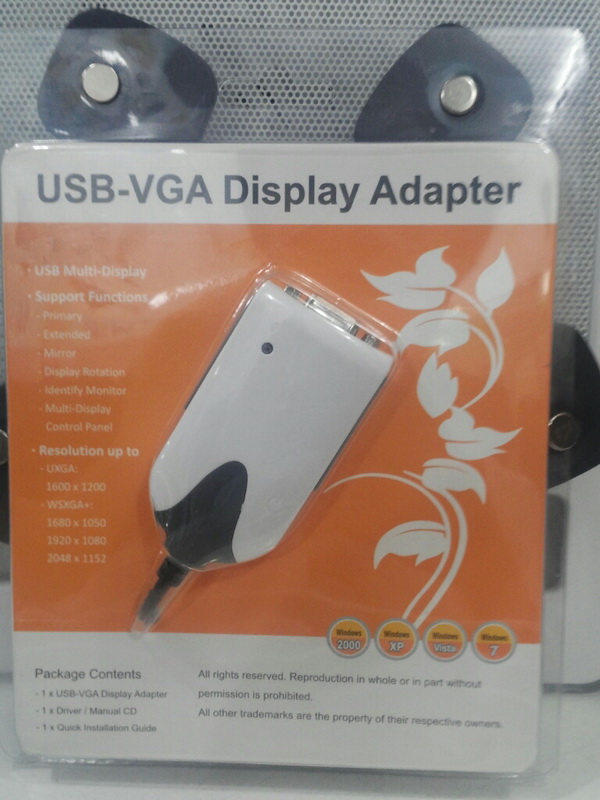 USB-VGA Display Adapter
· USB Multi-Display
· Support Functions
- Primary
- Extended
- Mirror
- Display Rotation
- Identify Monitor
- Multi-Display
Control Panel
· Resolution up to
- UXGA:
1600 x 1200
- WSXGA+:
1680 x 1050
1920 x 1080
2048 x 1152
Windows 2000
Windows XP
Windows Vista
Windows 7
Package Contents
- 1 x USB-VGA Display Adapter
- 1 x Driver / Manual CD
- 1 x Quick Installation Guide
All rights reserved. Reproduction in whole or in part without
permission is prohibited.
All other trademarks are the property of their respective owners.